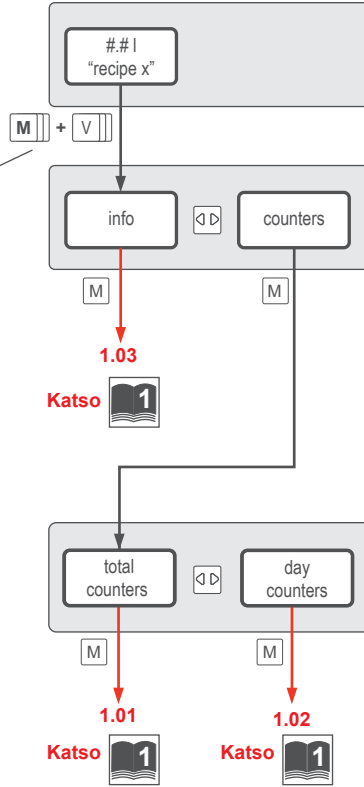 #.# l
“recipe x”
M + V
info
counters
M
M
1.03
Katso 1
total
counters
day
counters
M
M
1.01
1.02
Katso 1
Katso 1